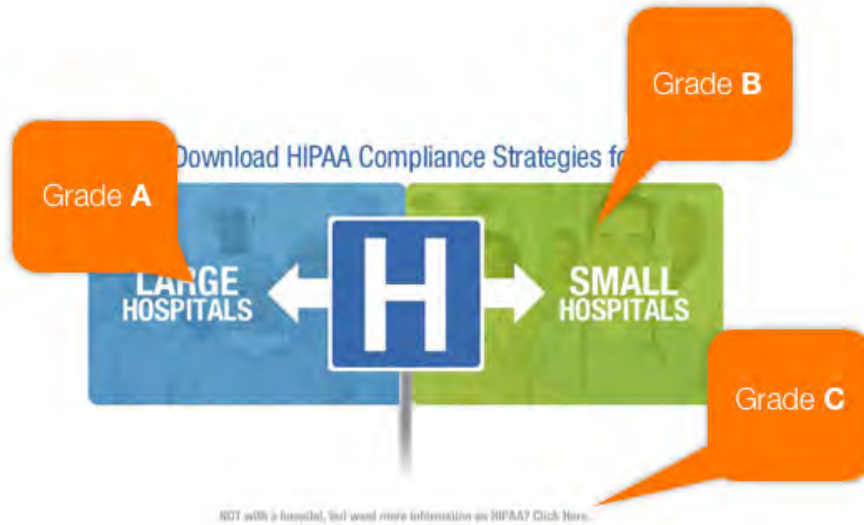 Grade B
Download HIPAA Compliance Strategies fo
Grade A
LARGE
HOSPITALS
H
SMALL
HOSPITALS
Grade C
NOT with a hospital, but want more information on HIPAA? Click Here.